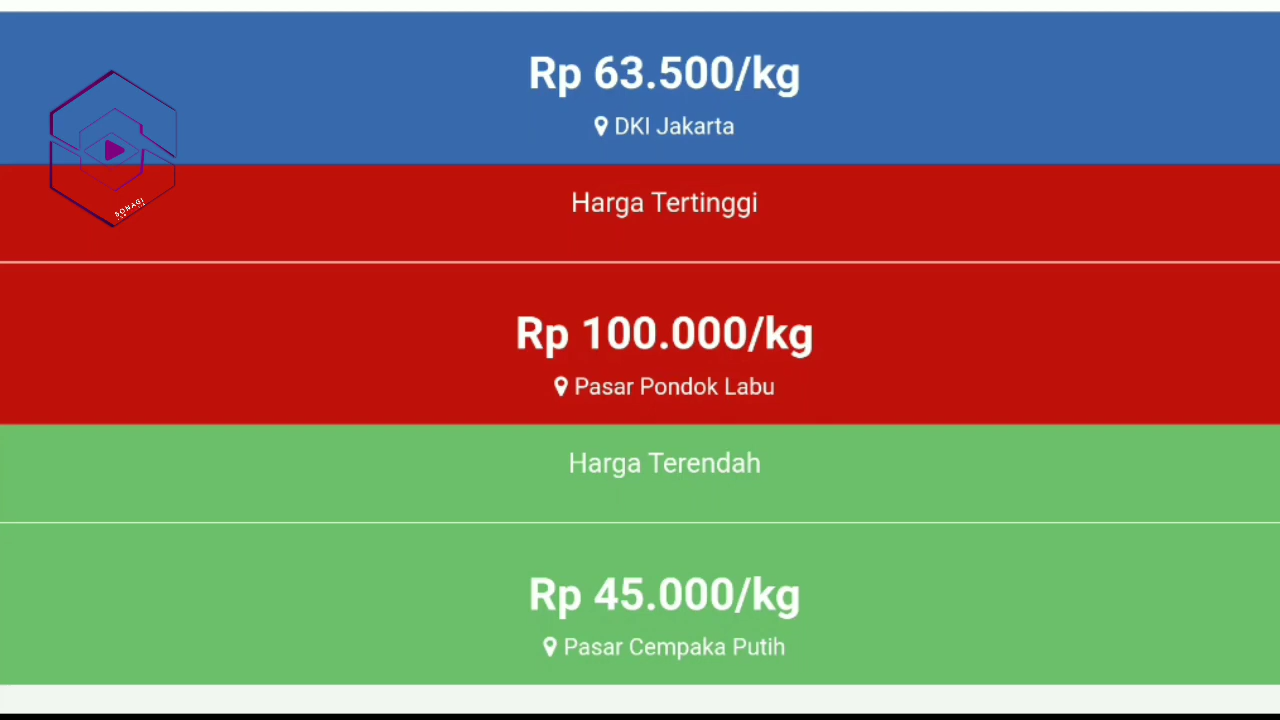 Rp 63.500/kg
DKI Jakarta
Harga Tertinggi
Rp 100.000/kg
Pasar Pondok Labu
Harga Terendah
Rp 45.000/kg
Pasar Cempaka Putih